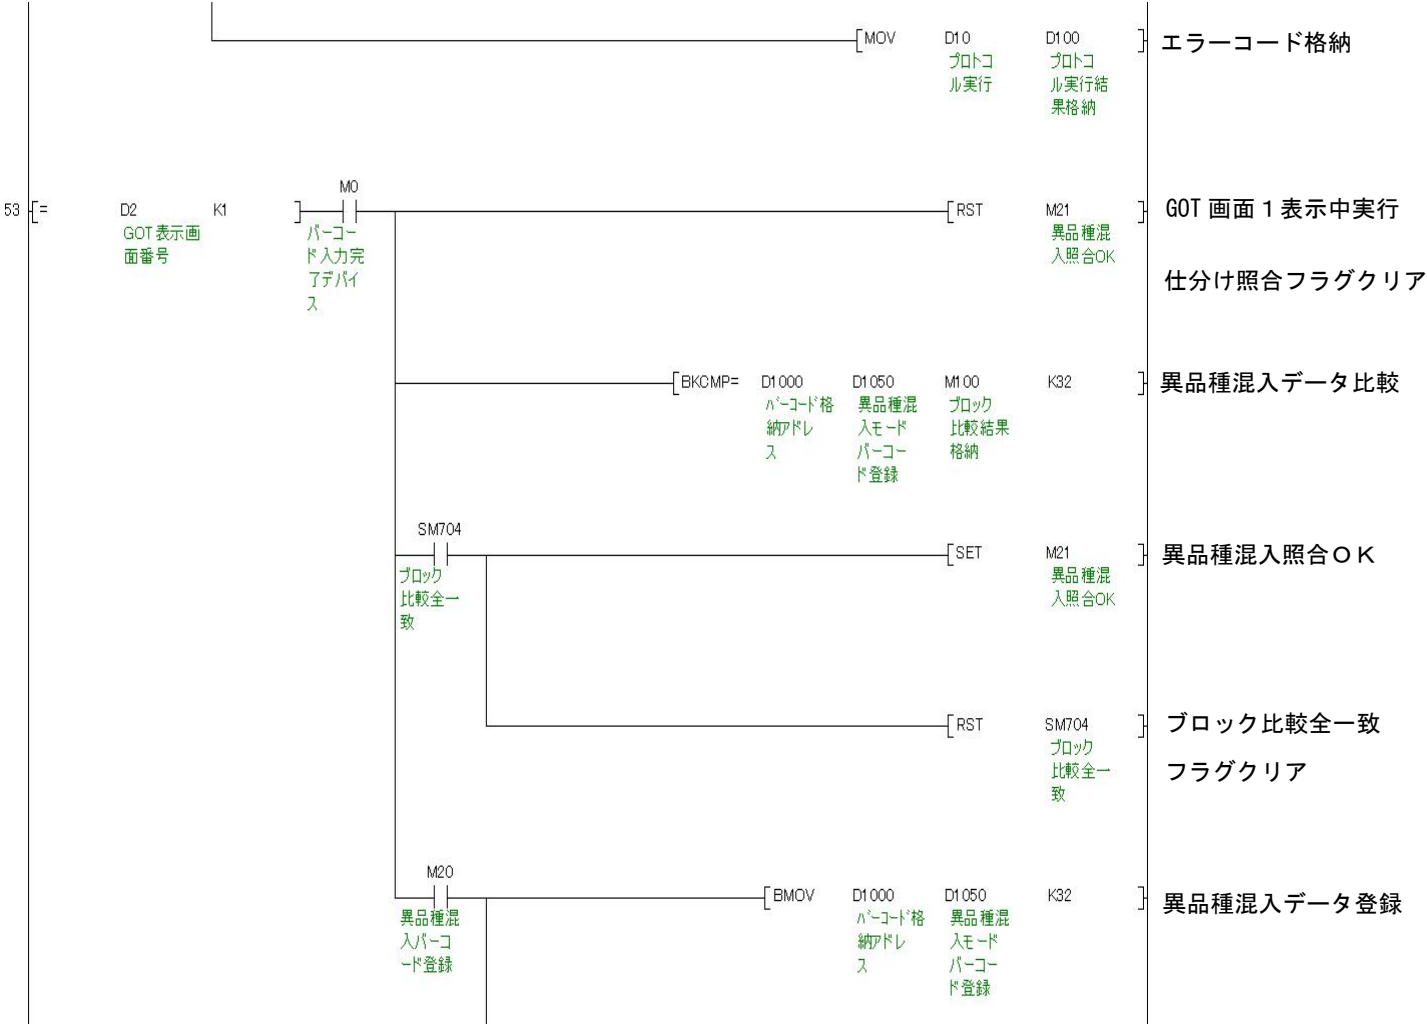 [MOV D10 D100 ] エラーコード格納
プロトコ プロトコ
ル実行 ル実行結
果格納
M0
53 [= D2 K1 ] [RST M21 ] GOT 画面１表示中実行
GOT表示画 バーコー 異品種混
面番号 ド入力完 入照合OK
了デバイ 仕分け照合フラグクリア
ス
[BKCMP= D1000 D1050 M100 K32 ] 異品種混入データ比較
バーコード格 異品種混 ブロック
納アドレ 入モード 比較結果
ス バーコー 格納
ド登録
SM704
[SET M21 ] 異品種混入照合ＯＫ
ブロック 異品種混
比較全一 入照合OK
致
[RST SM704 ] ブロック比較全一致
ブロック
比較全一 フラグクリア
致
M20
[BMOV D1000 D1050 K32 ] 異品種混入データ登録
異品種混 バーコード格 異品種混
入バーコ 納アドレ 入モード
ード登録 ス バーコー
ド登録